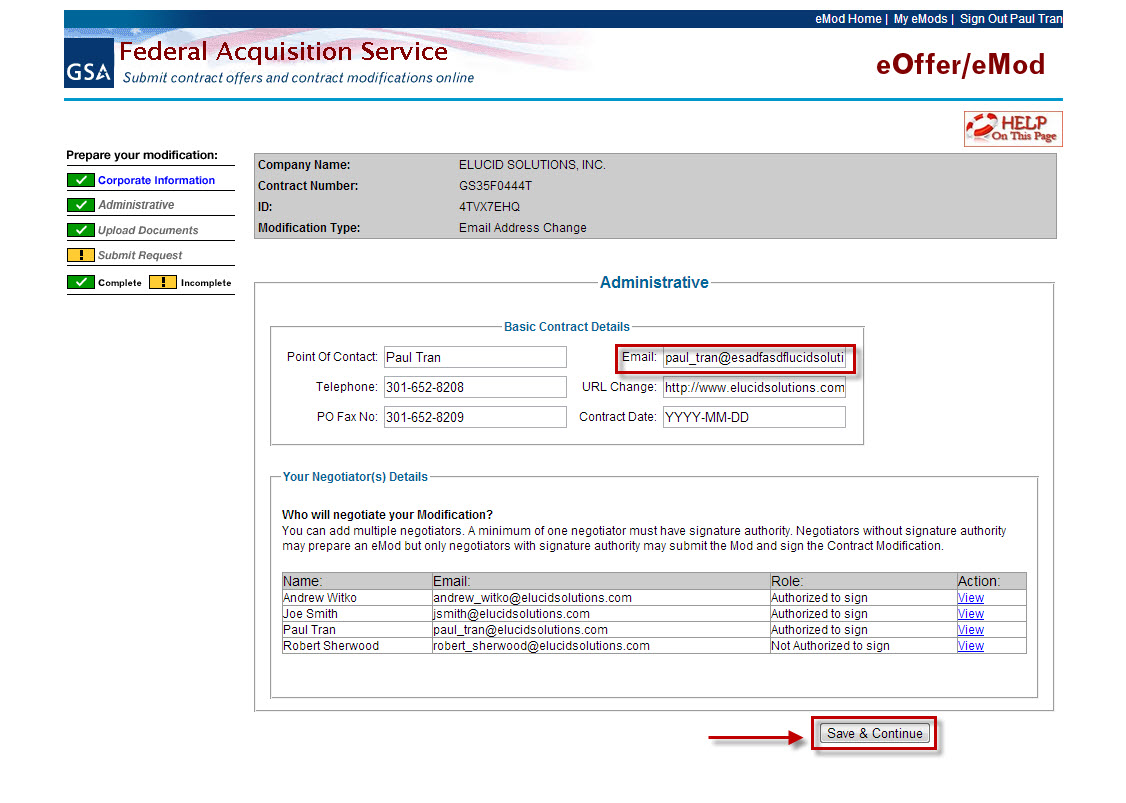 eMod Home | My eMods | Sign Out Paul Tran
GSA
Federal Acquisition Service
Submit contract offers and contract modifications online
eOffer/eMod
HELP
On This Page
Prepare your modification:
Corporate Information
Administrative
Upload Documents
! Submit Request
Complete ! Incomplete
Company Name: ELUCID SOLUTIONS, INC.
Contract Number: GS35F0444T
ID: 4TVX7EHQ
Modification Type: Email Address Change
Administrative
Basic Contract Details
Point Of Contact: Paul Tran Email: paul_tran@esadfasdflucidsoluti
Telephone: 301-652-8208 URL Change: http://www.elucidsolutions.com
PO Fax No: 301-652-8209 Contract Date: YYYY-MM-DD
Your Negotiator(s) Details
Who will negotiate your Modification?
You can add multiple negotiators. A minimum of one negotiator must have signature authority. Negotiators without signature authority
may prepare an eMod but only negotiators with signature authority may submit the Mod and sign the Contract Modification.
Name: Email: Role: Action:
Andrew Witko andrew_witko@elucidsolutions.com Authorized to sign View
Joe Smith jsmith@elucidsolutions.com Authorized to sign View
Paul Tran paul_tran@elucidsolutions.com Authorized to sign View
Robert Sherwood robert_sherwood@elucidsolutions.com Not Authorized to sign View
Save & Continue